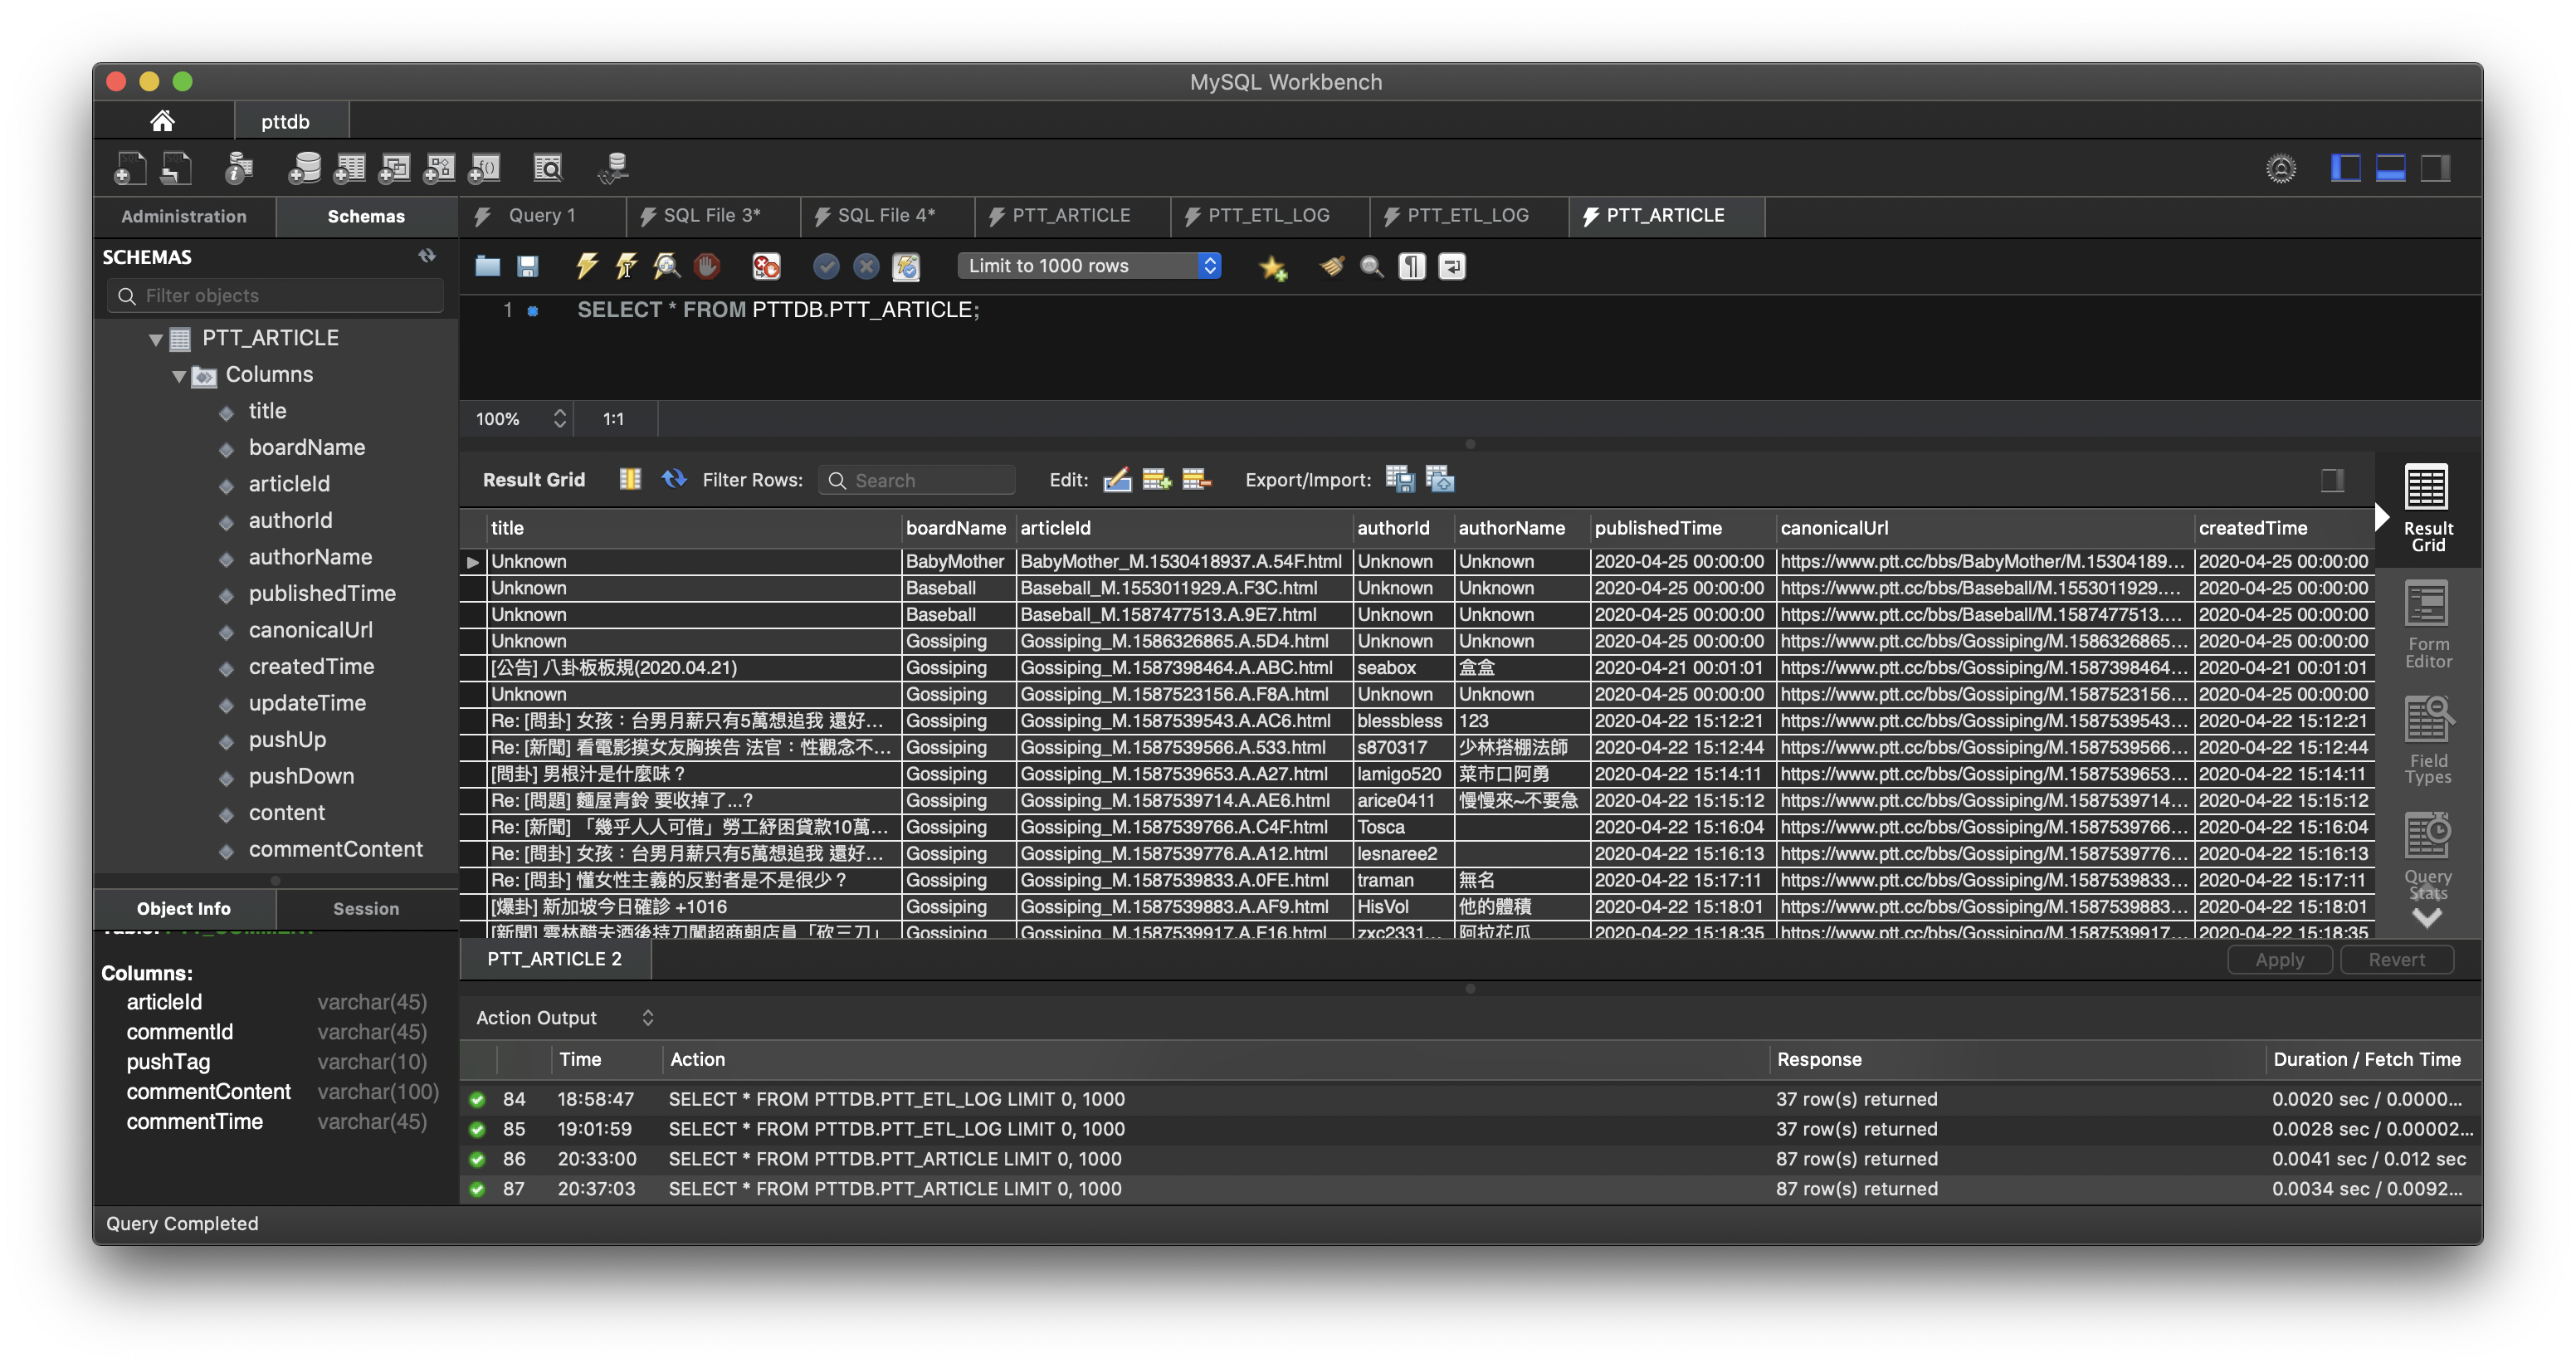 MySQL Workbench
pttdb
Administration Schemas Query 1 SQL File 3* SQL File 4* PTT_ARTICLE PTT_ETL_LOG PTT_ETL_LOG PTT_ARTICLE
SCHEMAS
Filter objects
Limit to 1000 rows
1 SELECT * FROM PTTDB.PTT_ARTICLE;
PTT_ARTICLE
Columns
title
boardName
articleId
authorId
authorName
publishedTime
canonicalUrl
createdTime
updateTime
pushUp
pushDown
content
commentContent
100% 1:1
Result Grid Filter Rows: Search Edit: Export/Import:
title boardName articleId authorId authorName publishedTime canonicalUrl createdTime
Unknown BabyMother BabyMother_M.1530418937.A.54F.html Unknown Unknown 2020-04-25 00:00:00 https://www.ptt.cc/bbs/BabyMother/M.15304189... 2020-04-25 00:00:00
Unknown Baseball Baseball_M.1553011929.A.F3C.html Unknown Unknown 2020-04-25 00:00:00 https://www.ptt.cc/bbs/Baseball/M.1553011929.... 2020-04-25 00:00:00
Unknown Baseball Baseball_M.1587477513.A.9E7.html Unknown Unknown 2020-04-25 00:00:00 https://www.ptt.cc/bbs/Baseball/M.1587477513.... 2020-04-25 00:00:00
Unknown Gossiping Gossiping_M.1586326865.A.5D4.html Unknown Unknown 2020-04-25 00:00:00 https://www.ptt.cc/bbs/Gossiping/M.1586326865... 2020-04-25 00:00:00
[公告] 八卦板板規(2020.04.21) Gossiping Gossiping_M.1587398464.A.ABC.html seabox 盒盒 2020-04-21 00:01:01 https://www.ptt.cc/bbs/Gossiping/M.1587398464... 2020-04-21 00:01:01
Unknown Gossiping Gossiping_M.1587523156.A.F8A.html Unknown Unknown 2020-04-25 00:00:00 https://www.ptt.cc/bbs/Gossiping/M.1587523156... 2020-04-25 00:00:00
Re: [問卦] 女孩：台男月薪只有5萬想追我 還好... Gossiping Gossiping_M.1587539543.A.AC6.html blessbless 123 2020-04-22 15:12:21 https://www.ptt.cc/bbs/Gossiping/M.1587539543... 2020-04-22 15:12:21
Re: [新聞] 看電影摸女友胸挨告 法官：性觀念不... Gossiping Gossiping_M.1587539566.A.533.html s870317 少林搭棚法師 2020-04-22 15:12:44 https://www.ptt.cc/bbs/Gossiping/M.1587539566... 2020-04-22 15:12:44
[問卦] 男根汁是什麼味？ Gossiping Gossiping_M.1587539653.A.A27.html lamigo520 菜市口阿勇 2020-04-22 15:14:11 https://www.ptt.cc/bbs/Gossiping/M.1587539653... 2020-04-22 15:14:11
Re: [問題] 麵屋青鈴 要收掉了...? Gossiping Gossiping_M.1587539714.A.AE6.html arice0411 慢慢來~不要急 2020-04-22 15:15:12 https://www.ptt.cc/bbs/Gossiping/M.1587539714... 2020-04-22 15:15:12
Re: [新聞] 「幾乎人人可借」勞工紓困貸款10萬... Gossiping Gossiping_M.1587539766.A.C4F.html Tosca 2020-04-22 15:16:04 https://www.ptt.cc/bbs/Gossiping/M.1587539766... 2020-04-22 15:16:04
Re: [問卦] 女孩：台男月薪只有5萬想追我 還好... Gossiping Gossiping_M.1587539776.A.A12.html lesnaree2 2020-04-22 15:16:13 https://www.ptt.cc/bbs/Gossiping/M.1587539776... 2020-04-22 15:16:13
Re: [問卦] 懂女性主義的反對者是不是很少？ Gossiping Gossiping_M.1587539833.A.0FE.html traman 無名 2020-04-22 15:17:11 https://www.ptt.cc/bbs/Gossiping/M.1587539833... 2020-04-22 15:17:11
[爆卦] 新加坡今日確診 +1016 Gossiping Gossiping_M.1587539883.A.AF9.html HisVol 他的體積 2020-04-22 15:18:01 https://www.ptt.cc/bbs/Gossiping/M.1587539883... 2020-04-22 15:18:01
[新聞] 雲林醋夫酒後持刀闖超商朝店員「砍三刀」 Gossiping Gossiping_M.1587539917.A.F16.html zxc2331... 阿拉花瓜 2020-04-22 15:18:35 https://www.ptt.cc/bbs/Gossiping/M.1587539917... 2020-04-22 15:18:35
Result
Grid
Form
Editor
Field
Types
Query
Stats
PTT_ARTICLE 2 Apply Revert
Object Info Session
Table: PTT_COMMENT
Columns:
articleId varchar(45)
commentId varchar(45)
pushTag varchar(10)
commentContent varchar(100)
commentTime varchar(45)
Action Output
Time Action Response Duration / Fetch Time
84 18:58:47 SELECT * FROM PTTDB.PTT_ETL_LOG LIMIT 0, 1000 37 row(s) returned 0.0020 sec / 0.0000...
85 19:01:59 SELECT * FROM PTTDB.PTT_ETL_LOG LIMIT 0, 1000 37 row(s) returned 0.0028 sec / 0.00002...
86 20:33:00 SELECT * FROM PTTDB.PTT_ARTICLE LIMIT 0, 1000 87 row(s) returned 0.0041 sec / 0.012 sec
87 20:37:03 SELECT * FROM PTTDB.PTT_ARTICLE LIMIT 0, 1000 87 row(s) returned 0.0034 sec / 0.0092...
Query Completed